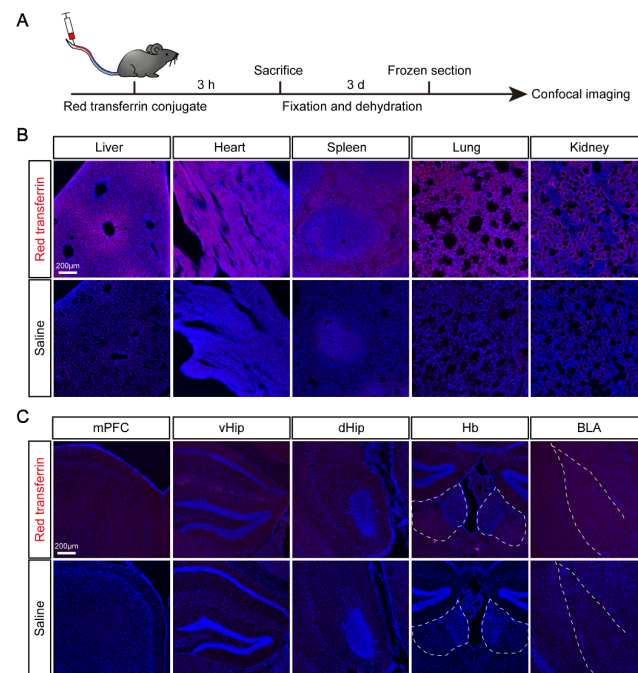 A
Sacrifice
Frozen section
3 h
3 d
Confocal imaging
Red transferrin conjugate
Fixation and dehydration
B
Liver
Heart
Spleen
Lung
Kidney
Red transferrin
200μm
Saline
C
mPFC
vHip
dHip
Hb
BLA
Red transferrin
200μm
Saline